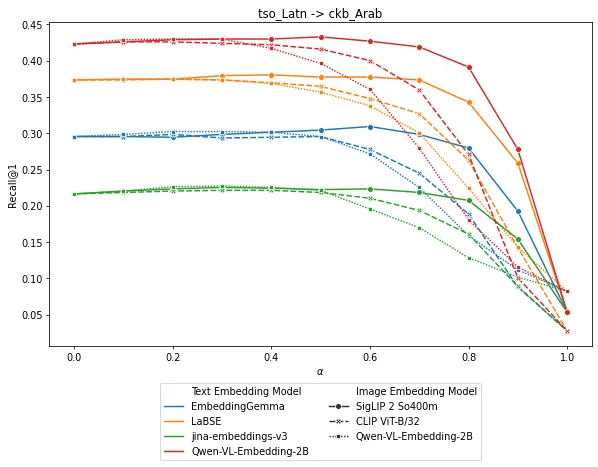 tso_Latn -> ckb_Arab
Recall@1
0.45
0.40
0.35
0.30
0.25
0.20
0.15
0.10
0.05
0.0 0.2 0.4 0.6 0.8 1.0
α
Text Embedding Model
EmbeddingGemma
LaBSE
jina-embeddings-v3
Qwen-VL-Embedding-2B
Image Embedding Model
SigLIP 2 So400m
CLIP ViT-B/32
Qwen-VL-Embedding-2B